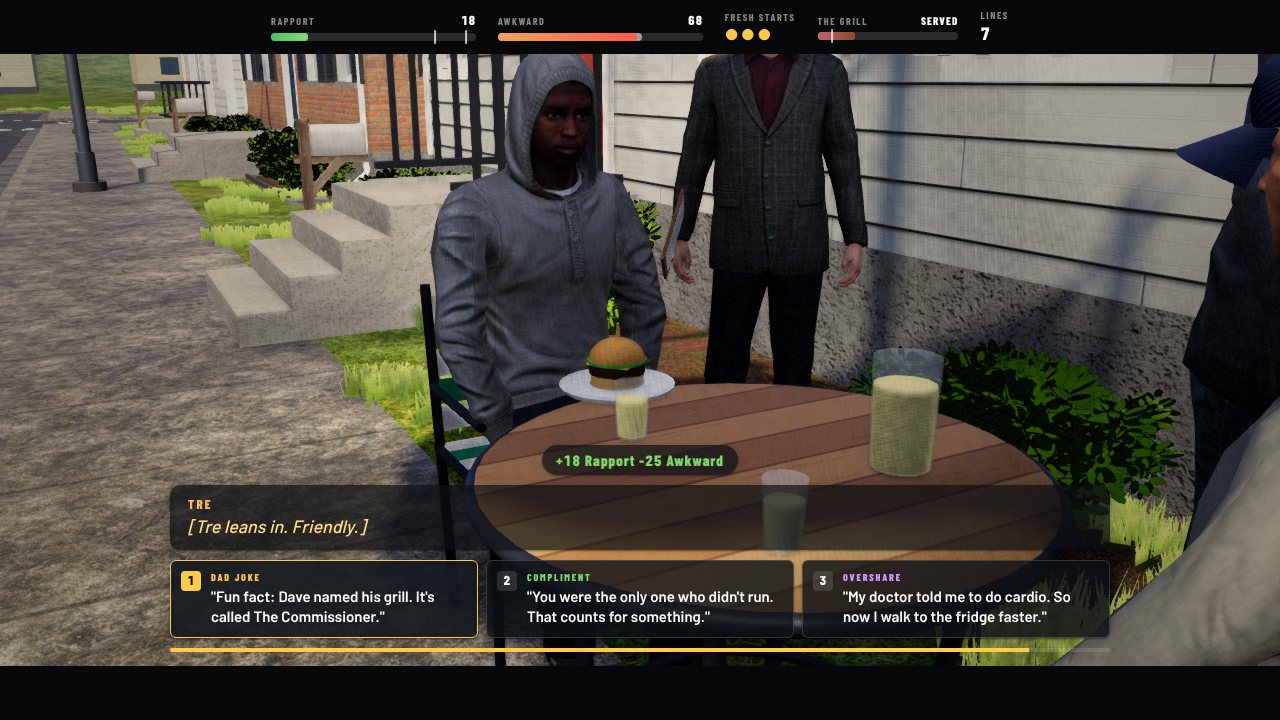 RAPPORT 18
AWKWARD 68
FRESH STARTS
THE GRILL SERVED
LINES
7
+18 Rapport -25 Awkward
TRE
[Tre leans in. Friendly.]
1 DAD JOKE
"Fun fact: Dave named his grill. It's
called The Commissioner."
2 COMPLIMENT
"You were the only one who didn't run.
That counts for something."
3 OVERSHARE
"My doctor told me to do cardio. So
now I walk to the fridge faster."